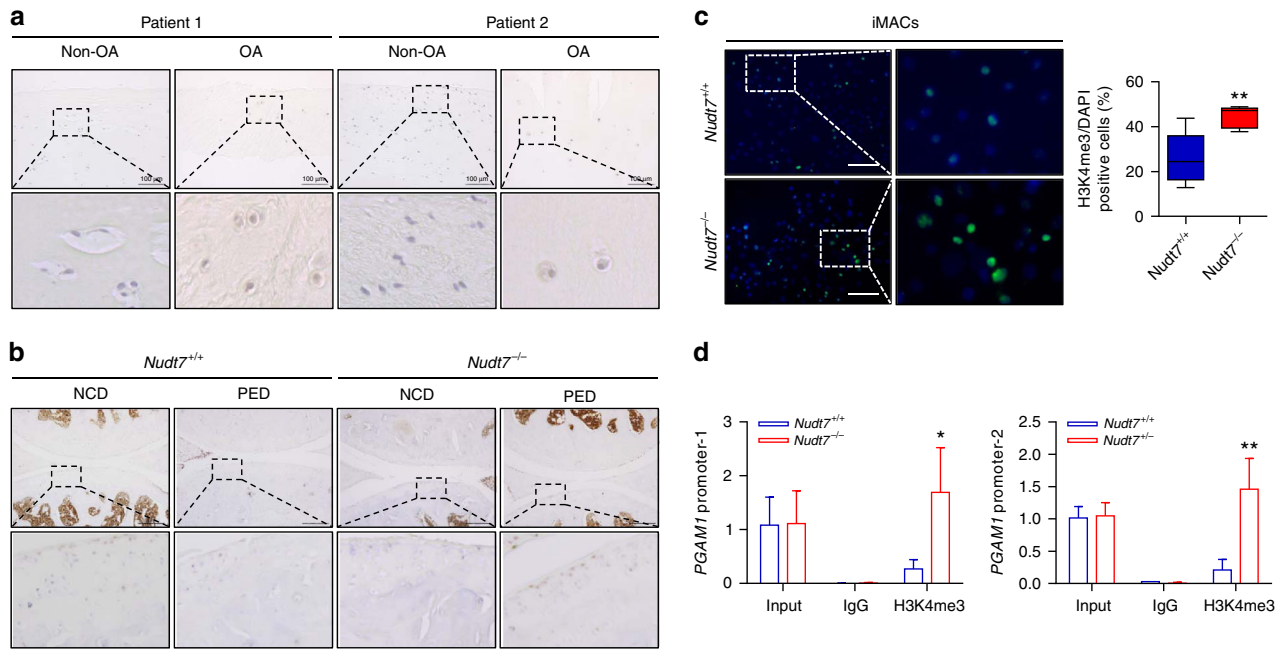 a
Patient 1
Patient 2
Non-OA
OA
Non-OA
OA
100 μm
100 μm
100 μm
100 μm
b
Nudt7+/+
Nudt7–/–
NCD
PED
NCD
PED
c
iMACs
Nudt7+/+
Nudt7–/–
H3K4me3/DAPI
positive cells (%)
60
40
20
0
**
Nudt7+/+
Nudt7–/–
d
PGAM1 promoter-1
3
2
1
0
Nudt7+/+
Nudt7–/–
*
Input
IgG
H3K4me3
PGAM1 promoter-2
2.5
2.0
1.5
1.0
0.5
0.0
Nudt7+/+
Nudt7+/–
**
Input
IgG
H3K4me3